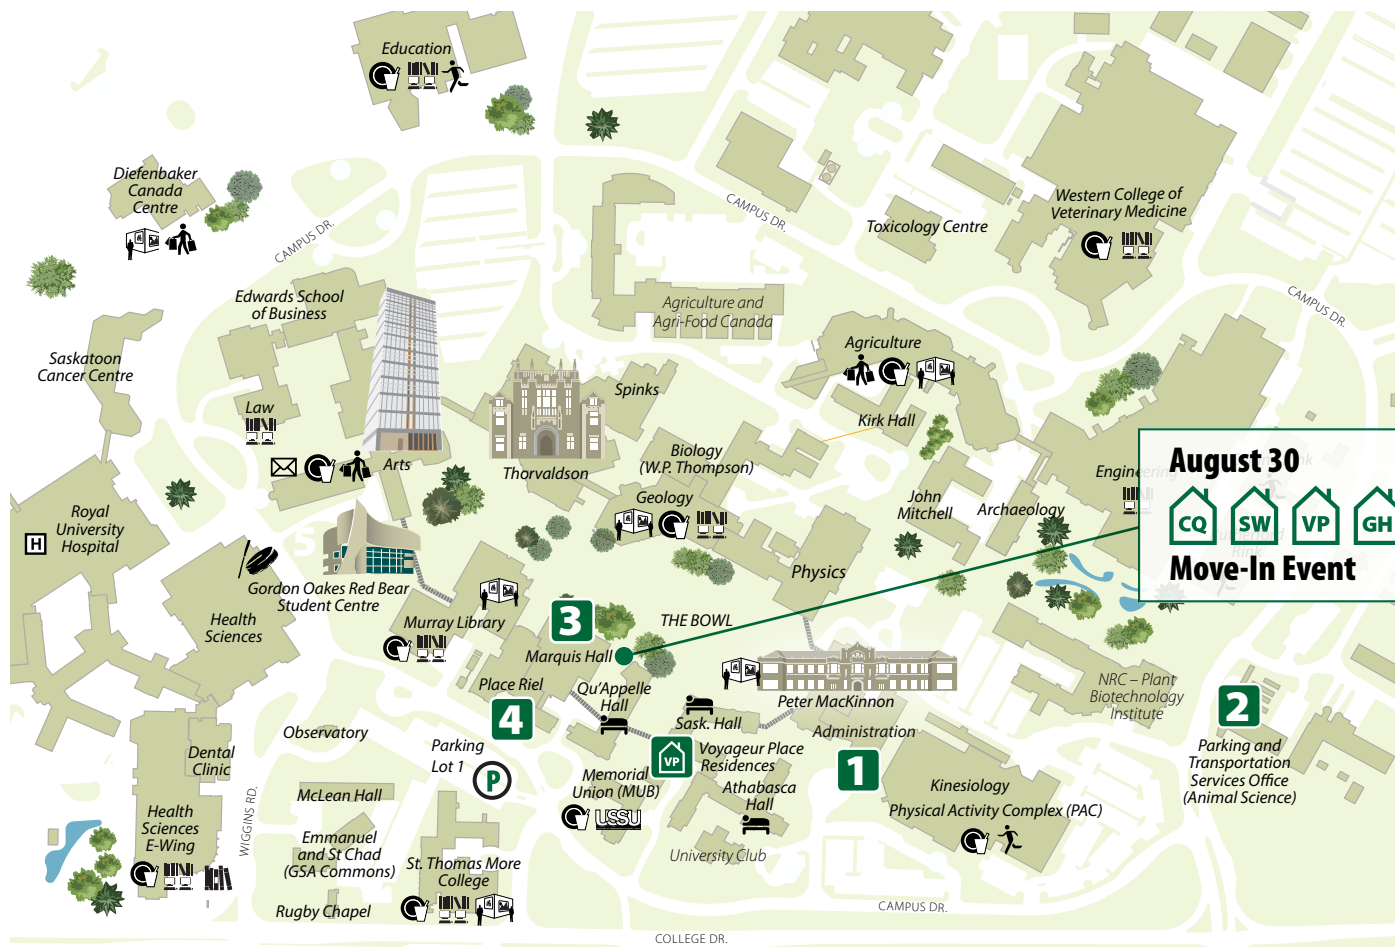 Education
Diefenbaker
Canada
Centre
CAMPUS DR.
CAMPUS DR.
Toxicology Centre
Western College of
Veterinary Medicine
CAMPUS DR.
Edwards School
of Business
Agriculture and
Agri-Food Canada
Saskatoon
Cancer Centre
Agriculture
Spinks
Law
Kirk Hall
Arts
Thorvaldson
Biology
(W.P. Thompson)
Geology
John
Mitchell
Archaeology
Engineering
August 30
CQ
SW
VP
GH
Move-In Event
Rink
Royal
University
Hospital
H
5
Gordon Oakes Red Bear
Student Centre
Physics
Health
Sciences
Murray Library
3
THE BOWL
Marquis Hall
Place Riel
4
Qu'Appelle
Hall
Sask. Hall
Peter MacKinnon
Administration
NRC – Plant
Biotechnology
Institute
2
Parking and
Transportation
Services Office
(Animal Science)
Observatory
Parking
Lot 1
P
VP
Voyageur Place
Residences
1
Dental
Clinic
Memorial
Union (MUB)
USSU
Athabasca
Hall
Kinesiology
Physical Activity Complex (PAC)
McLean Hall
Health
Sciences
E-Wing
WIGGINS RD.
Emmanuel
and St Chad
(GSA Commons)
University Club
St. Thomas More
College
Rugby Chapel
CAMPUS DR.
COLLEGE DR.